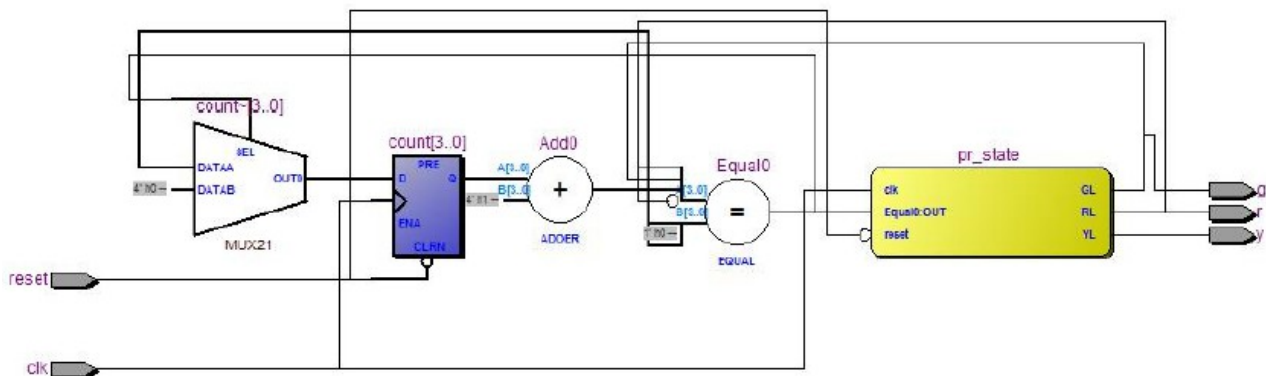 count~[3..0]
SEL
DATAA
DATAB
OUT0
4' h0
MUX21
count[3..0]
PRE
D
Q
ENA
CLRN
Add0
A[3..0]
B[3..0]
4' h1
+
ADDER
Equal0
[3..0]
B[3..0]
1' h0
=
EQUAL
pr_state
clk
Equal0:OUT
reset
GL
RL
YL
g
r
y
reset
clk